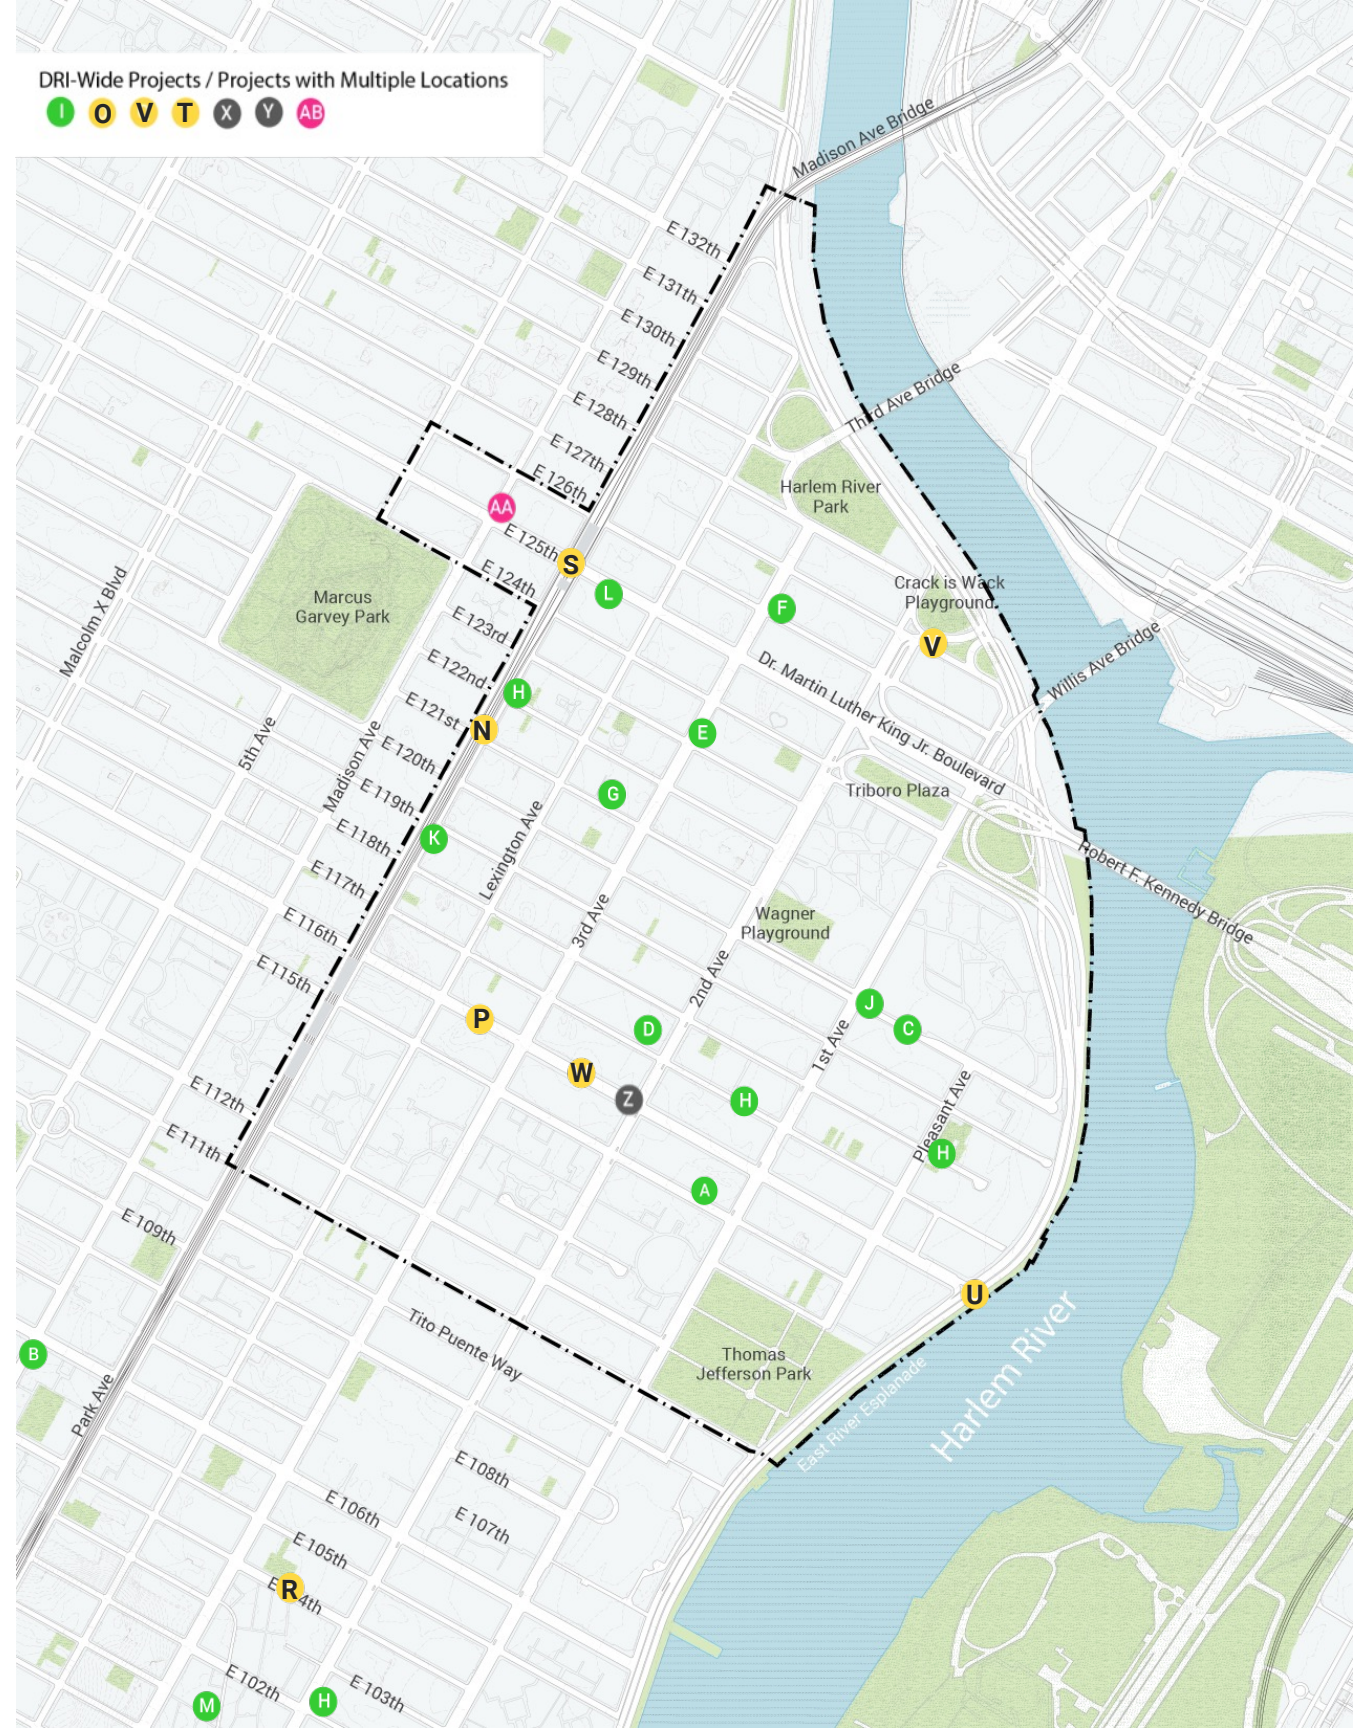 DRI-Wide Projects / Projects with Multiple Locations
I O V T X Y AB
Madison Ave Bridge
E 132th
E 131th
E 130th
E 129th
E 128th
E 127th
E 126th
Third Ave Bridge
Harlem River
Park
AA
E 125th
S
E 124th
L
F
Crack is Wack
Playground
V
Marcus
Garvey Park
Malcolm X Blvd
E 123rd
E 122nd
H
E 121st
N
E
Dr. Martin Luther King Jr. Boulevard
Willis Ave Bridge
5th Ave
Madison Ave
E 120th
E 119th
G
Triboro Plaza
K
E 118th
Lexington Ave
E 117th
Robert F. Kennedy Bridge
E 116th
3rd Ave
Wagner
Playground
E 115th
2nd Ave
J
C
P
D
1st Ave
W
Z
H
E 112th
Pleasant Ave
E 111th
H
A
E 109th
U
Harlem River
Tito Puente Way
B
Thomas
Jefferson Park
East River Esplanade
Park Ave
E 108th
E 106th
E 107th
E 105th
R
E 4th
E 102th
E 103th
M
H